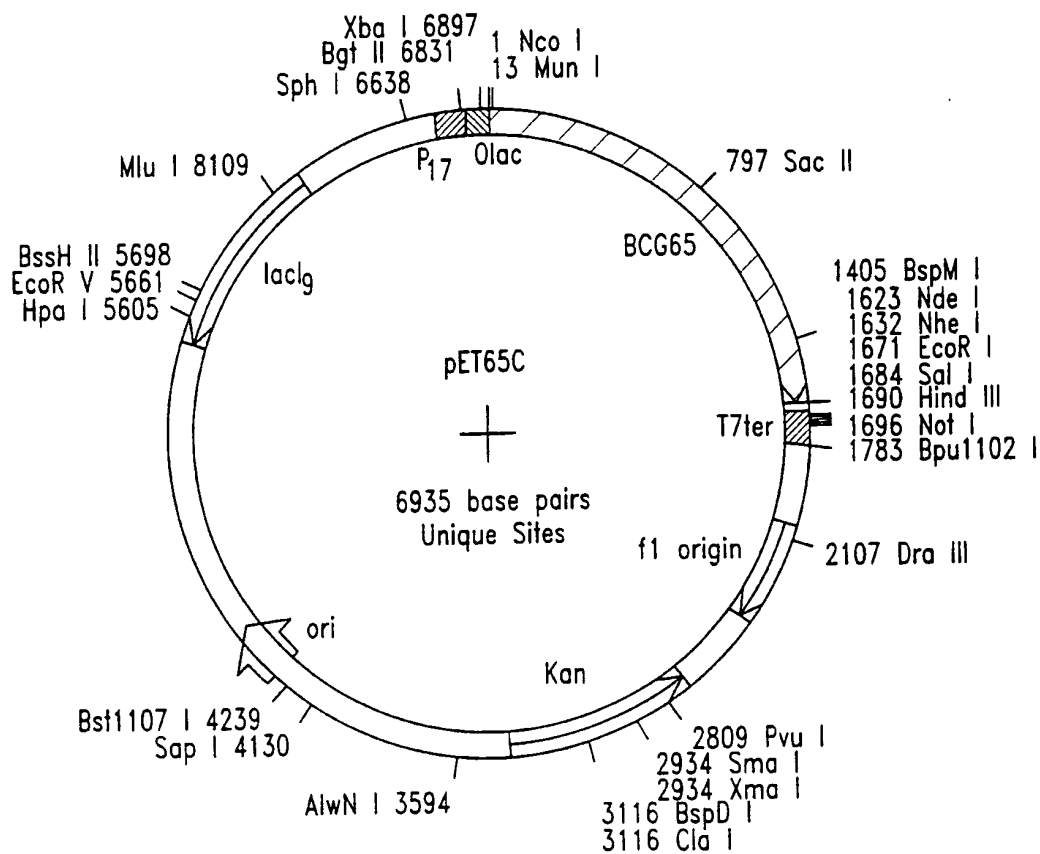 Xba I 6897
Bgt II 6831
Sph I 6638
1 Nco I
13 Mun I
P17
Olac
Mlu I 8109
797 Sac II
BCG65
BssH II 5698
EcoR V 5661
Hpa I 5605
laclg
1405 BspM I
1623 Nde I
1632 Nhe I
1671 EcoR I
1684 Sal I
1690 Hind III
1696 Not I
1783 Bpu1102 I
pET65C
T7ter
6935 base pairs
Unique Sites
f1 origin
2107 Dra III
ori
Kan
Bst1107 I 4239
Sap I 4130
AlwN I 3594
2809 Pvu I
2934 Sma I
2934 Xma I
3116 BspD I
3116 Cla I